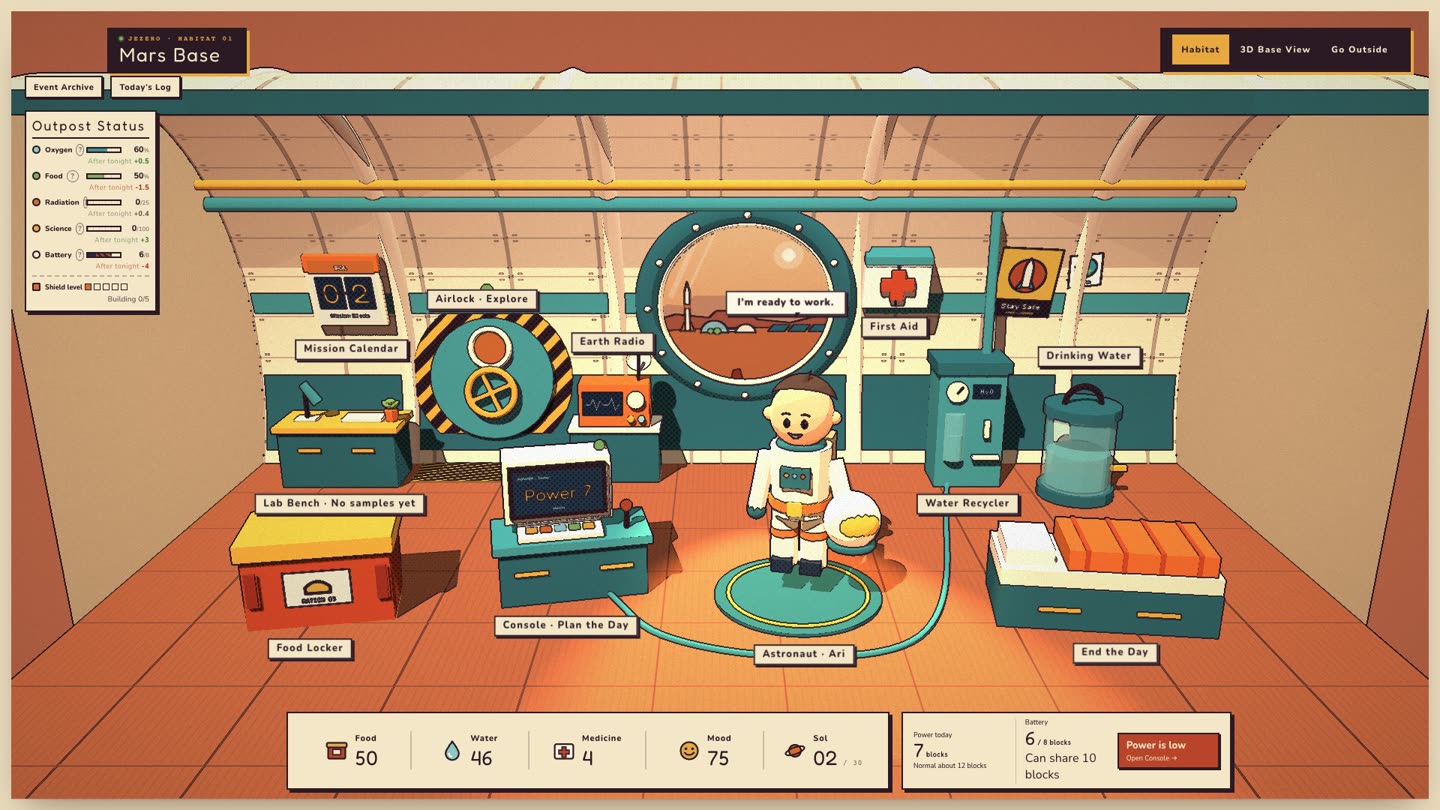 JEZERO · HABITAT 01
Mars Base
Habitat
3D Base View
Go Outside
Event Archive
Today's Log
Outpost Status
Oxygen ? 60%
After tonight +0.5
Food ? 50%
After tonight -1.5
Radiation 0/25
After tonight +0.4
Science ? 0/100
After tonight +3
Battery ? 6/8
After tonight -4
Shield level
Building 0/5
02
Mission Calendar
Airlock · Explore
Earth Radio
I'm ready to work.
First Aid
Stay Safe
H₂O
Drinking Water
Lab Bench · No samples yet
Power 7
Water Recycler
Food Locker
Console · Plan the Day
Astronaut · Ari
End the Day
Food
50
Water
46
Medicine
4
Mood
75
Sol
02 / 30
Power today
7 blocks
Normal about 12 blocks
Battery
6 / 8 blocks
Can share 10
blocks
Power is low
Open Console →